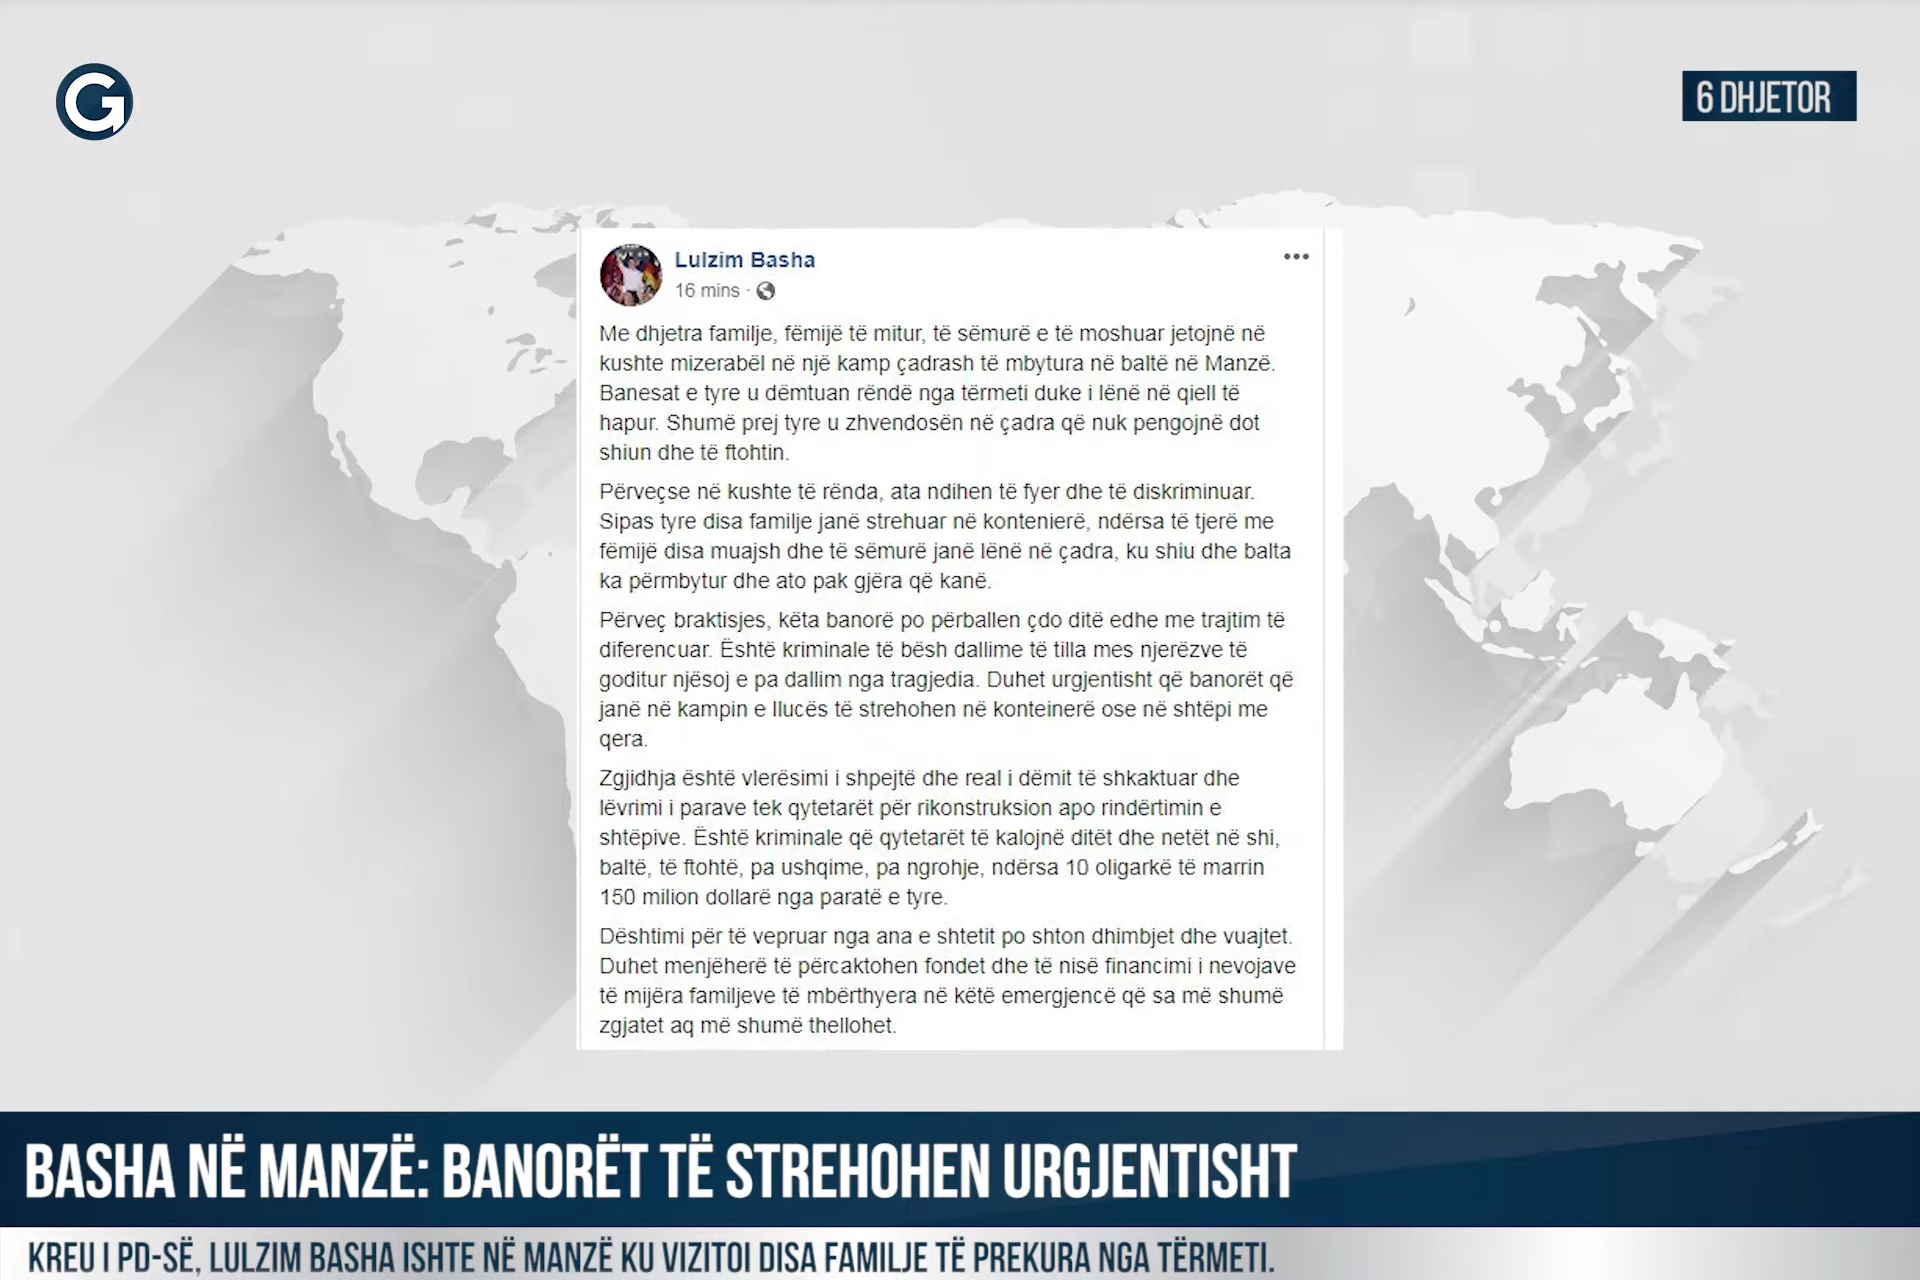 G
6 DHJETOR
Lulzim Basha
16 mins ·
Me dhjetra familje, fëmijë të mitur, të sëmurë e të moshuar jetojnë në
kushte mizerabël në një kamp çadrash të mbytura në baltë në Manzë.
Banesat e tyre u dëmtuan rëndë nga tërmeti duke i lënë në qiell të
hapur. Shumë prej tyre u zhvendosën në çadra që nuk pengojnë dot
shiun dhe të ftohtin.
Përveçse në kushte të rënda, ata ndihen të fyer dhe të diskriminuar.
Sipas tyre disa familje janë strehuar në kontenierë, ndërsa të tjerë me
fëmijë disa muajsh dhe të sëmurë janë lënë në çadra, ku shiu dhe balta
ka përmbytur dhe ato pak gjëra që kanë.
Përveç braktisjes, këta banorë po përballen çdo ditë edhe me trajtim të
diferencuar. Është kriminale të bësh dallime të tilla mes njerëzve të
goditur njësoj e pa dallim nga tragjedia. Duhet urgjentisht që banorët që
janë në kampin e llucës të strehohen në konteinerë ose në shtëpi me
qera.
Zgjidhja është vlerësimi i shpejtë dhe real i dëmit të shkaktuar dhe
lëvrimi i parave tek qytetarët për rikonstruksion apo rindërtimin e
shtëpive. Është kriminale që qytetarët të kalojnë ditët dhe netët në shi,
baltë, të ftohtë, pa ushqime, pa ngrohje, ndërsa 10 oligarkë të marrin
150 milion dollarë nga paratë e tyre.
Dështimi për të vepruar nga ana e shtetit po shton dhimbjet dhe vuajtet.
Duhet menjëherë të përcaktohen fondet dhe të nisë financimi i nevojave
të mijëra familjeve të mbërthyera në këtë emergjencë që sa më shumë
zgjatet aq më shumë thellohet.
BASHA NË MANZË: BANORËT TË STREHOHEN URGJENTISHT
KREU I PD-SË, LULZIM BASHA ISHTE NË MANZË KU VIZITOI DISA FAMILJE TË PREKURA NGA TËRMETI.